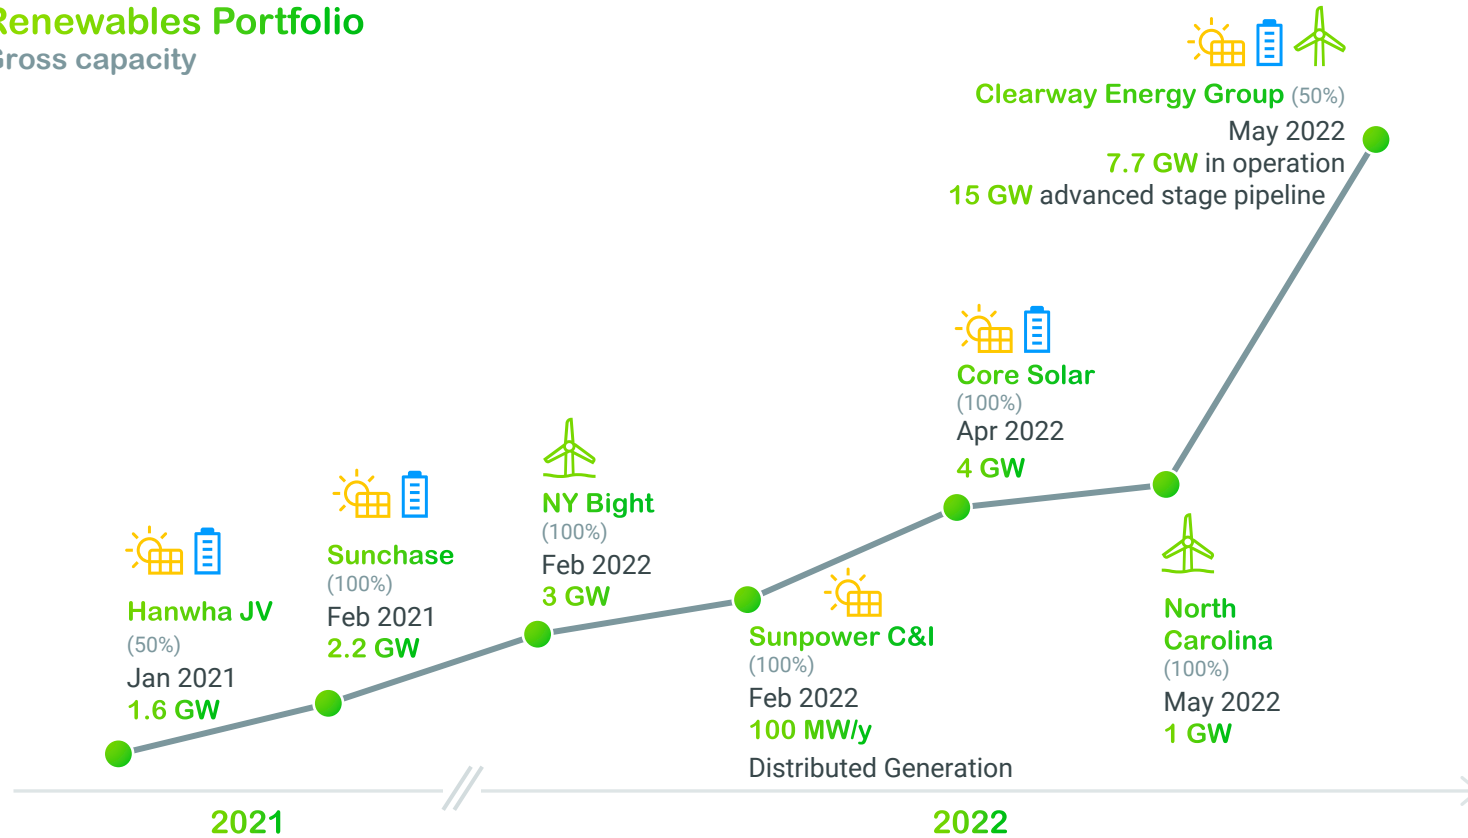 Renewables Portfolio
Gross capacity
Clearway Energy Group (50%)
May 2022
7.7 GW in operation
15 GW advanced stage pipeline
Core Solar
(100%)
Apr 2022
4 GW
NY Bight
(100%)
Feb 2022
3 GW
Sunchase
(100%)
Feb 2021
2.2 GW
Hanwha JV
(50%)
Jan 2021
1.6 GW
Sunpower C&I
(100%)
Feb 2022
100 MW/y
Distributed Generation
North
Carolina
(100%)
May 2022
1 GW
2021
2022